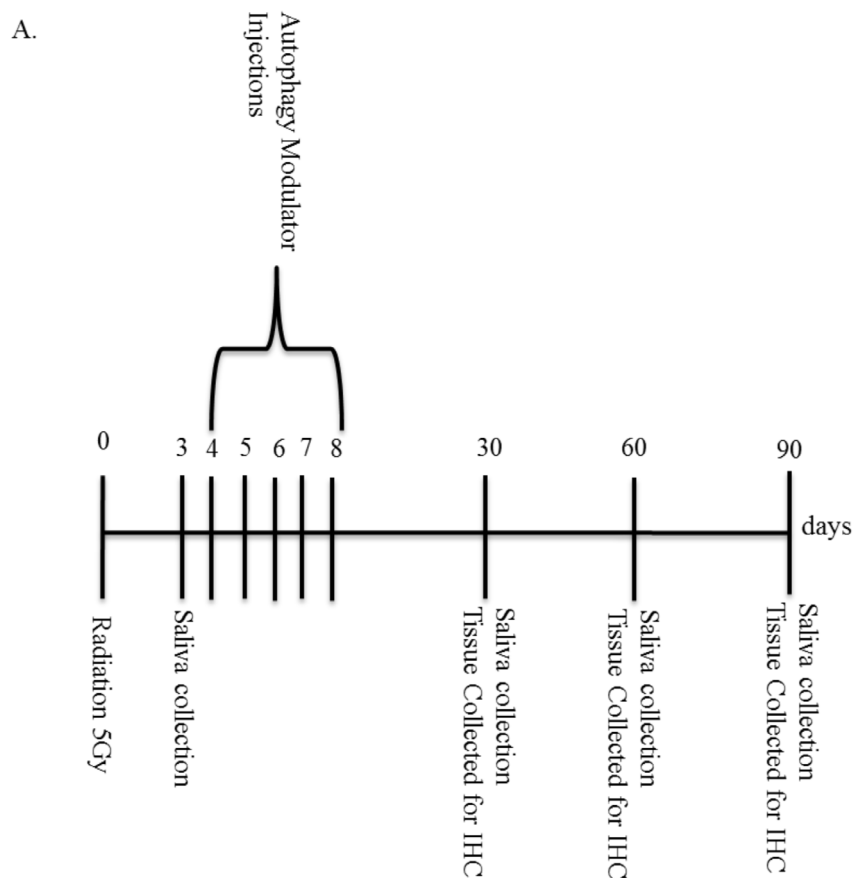 A.
Autophagy Modulator
Injections
0
3
4
5
6
7
8
30
60
90
days
Radiation 5Gy
Saliva collection
Saliva collection
Tissue Collected for IHC
Saliva collection
Tissue Collected for IHC
Saliva collection
Tissue Collected for IHC